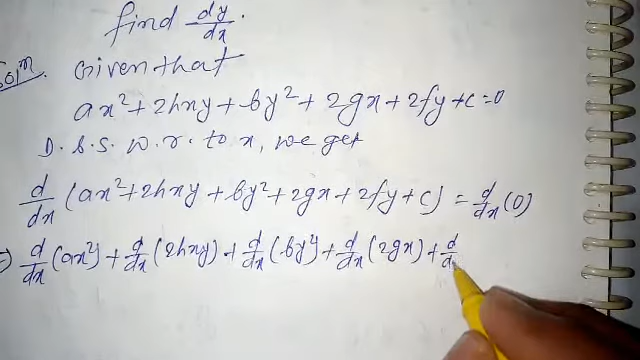 find dy/dx.
Solⁿ. Given that
ax² + 2hxy + by² + 2gx + 2fy + c = 0
D. B. S. w. r. to x, we get
d/dx (ax² + 2hxy + by² + 2gx + 2fy + c) = d/dx (0)
⇒ d/dx (ax²) + d/dx (2hxy) + d/dx (by²) + d/dx (2gx) + d/d